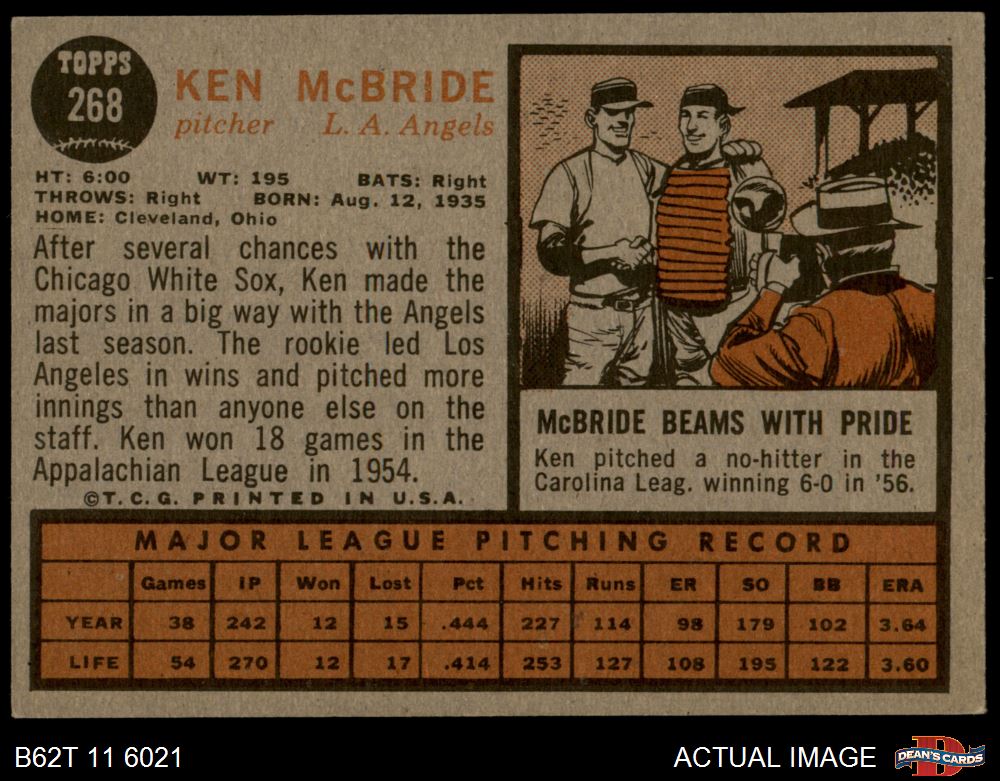 TOPPS
268
KEN McBRIDE
pitcher L. A. Angels
HT: 6:00 WT: 195 BATS: Right
THROWS: Right BORN: Aug. 12, 1935
HOME: Cleveland, Ohio
After several chances with the
Chicago White Sox, Ken made the
majors in a big way with the Angels
last season. The rookie led Los
Angeles in wins and pitched more
innings than anyone else on the
staff. Ken won 18 games in the
Appalachian League in 1954.
©T.C.G. PRINTED IN U.S.A.
McBRIDE BEAMS WITH PRIDE
Ken pitched a no-hitter in the
Carolina Leag. winning 6-0 in '56.
MAJOR LEAGUE PITCHING RECORD
Games IP Won Lost Pct Hits Runs ER SO BB ERA
YEAR 38 242 12 15 .444 227 114 98 179 102 3.64
LIFE 54 270 12 17 .414 253 127 108 195 122 3.60
B62T 11 6021
ACTUAL IMAGE
D
DEAN'S CARDS